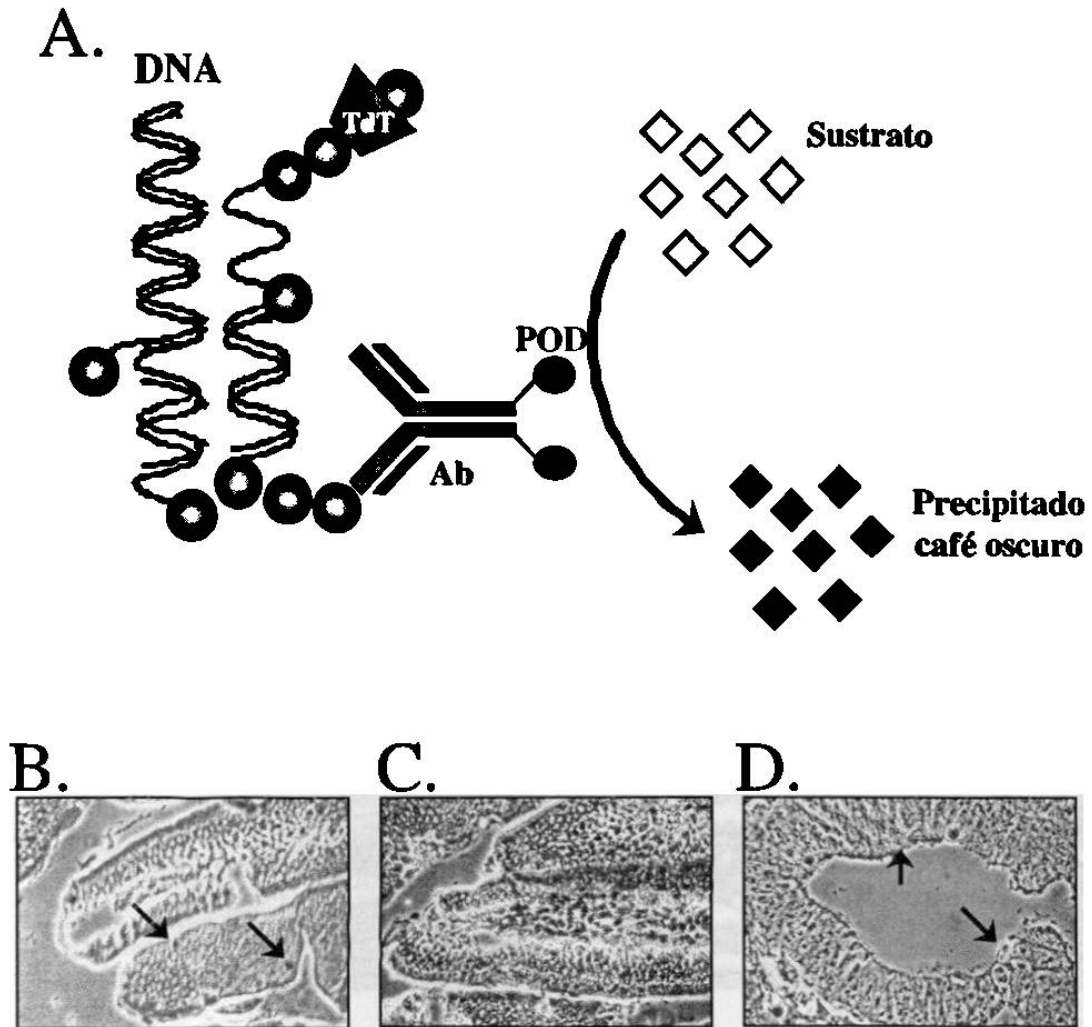 A.
DNA
TdT
Sustrato
POD
Ab
Precipitado
café oscuro
B.
C.
D.